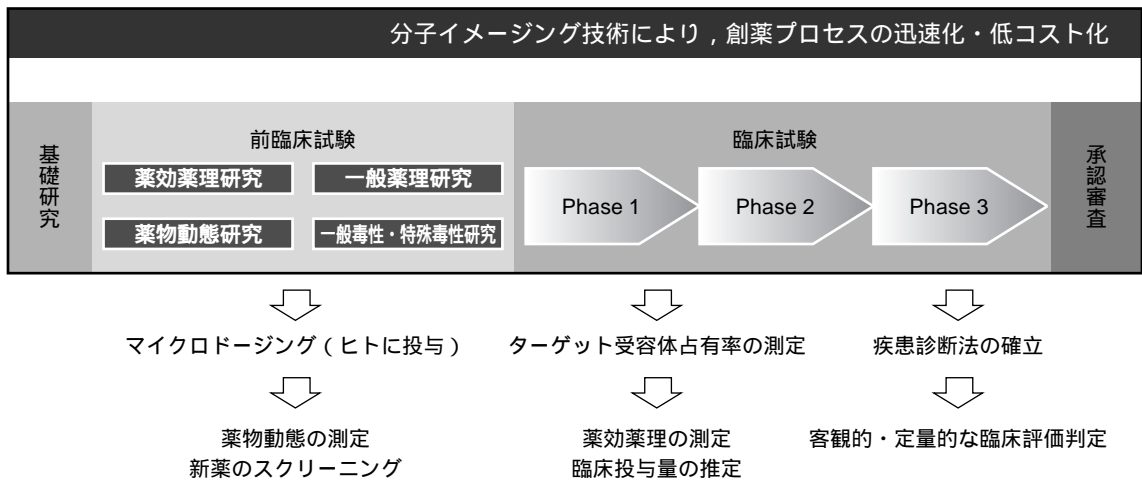 分子イメージング技術により，創薬プロセスの迅速化・低コスト化
基礎研究
前臨床試験
薬効薬理研究
一般薬理研究
薬物動態研究
一般毒性・特殊毒性研究
臨床試験
Phase 1
Phase 2
Phase 3
承認審査
マイクロドージング（ヒトに投与）
ターゲット受容体占有率の測定
疾患診断法の確立
薬物動態の測定
新薬のスクリーニング
薬効薬理の測定
臨床投与量の推定
客観的・定量的な臨床評価判定